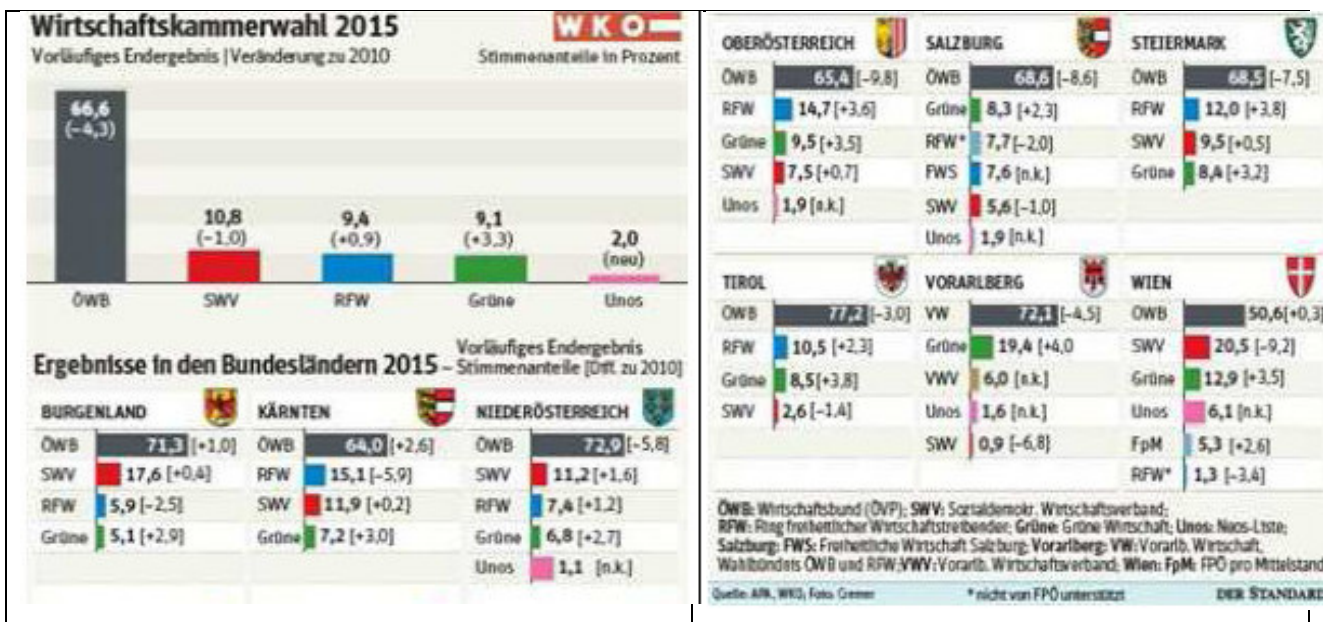 Wirtschaftskammerwahl 2015
WKO
Vorläufiges Endergebnis | Veränderung zu 2010
Stimmenanteile in Prozent
66,6
(–4,3)
10,8
(–1,0)
9,4
(+0,9)
9,1
(+3,3)
2,0
(neu)
ÖWB SWV RFW Grüne Unos
Ergebnisse in den Bundesländern 2015 – Vorläufiges Endergebnis
Stimmenanteile [Diff. zu 2010]
BURGENLAND
ÖWB 71,3 [+1,0]
SWV 17,6 [+0,4]
RFW 5,9 [–2,5]
Grüne 5,1 [+2,9]
KÄRNTEN
ÖWB 64,0 [+2,6]
RFW 15,1 [–5,9]
SWV 11,9 [+0,2]
Grüne 7,2 [+3,0]
NIEDERÖSTERREICH
ÖWB 72,9 [–5,8]
SWV 11,2 [+1,6]
RFW 7,4 [+1,2]
Grüne 6,8 [+2,7]
Unos 1,1 [n.k.]
OBERÖSTERREICH
ÖWB 65,4 [–9,8]
RFW 14,7 [+3,6]
Grüne 9,5 [+3,5]
SWV 7,5 [+0,7]
Unos 1,9 [n.k.]
SALZBURG
ÖWB 68,6 [–8,6]
Grüne 8,3 [+2,3]
RFW* 7,7 [–2,0]
FWS 7,6 [n.k.]
SWV 5,6 [–1,0]
Unos 1,9 [n.k.]
STEIERMARK
ÖWB 68,5 [–7,5]
RFW 12,0 [+3,8]
SWV 9,5 [+0,5]
Grüne 8,4 [+3,2]
TIROL
ÖWB 77,2 [–3,0]
RFW 10,5 [+2,3]
Grüne 8,5 [+3,8]
SWV 2,6 [–1,4]
VORARLBERG
VW 72,1 [–4,5]
Grüne 19,4 [+4,0
VWV 6,0 [n.k.]
Unos 1,6 [n.k.]
SWV 0,9 [–6,8]
WIEN
ÖWB 50,6 [+0,3]
SWV 20,5 [–9,2]
Grüne 12,9 [+3,5]
Unos 6,1 [n.k.]
FpM 5,3 [+2,6]
RFW* 1,3 [–3,4]
ÖWB: Wirtschaftsbund (ÖVP); SWV: Sozialdemokr. Wirtschaftsverband;
RFW: Ring freiheitlicher Wirtschaftstreibender; Grüne: Grüne Wirtschaft; Unos: Neos-Liste;
Salzburg: FWS: Freiheitliche Wirtschaft Salzburg; Vorarlberg: VW: Vorarlb. Wirtschaft,
Wahlbündnis ÖWB und RFW; VWV: Vorarlb. Wirtschaftsverband; Wien: FpM: FPÖ pro Mittelstand
Quelle: APA, WKO; Foto: Cremer * nicht von FPÖ unterstützt DER STANDARD